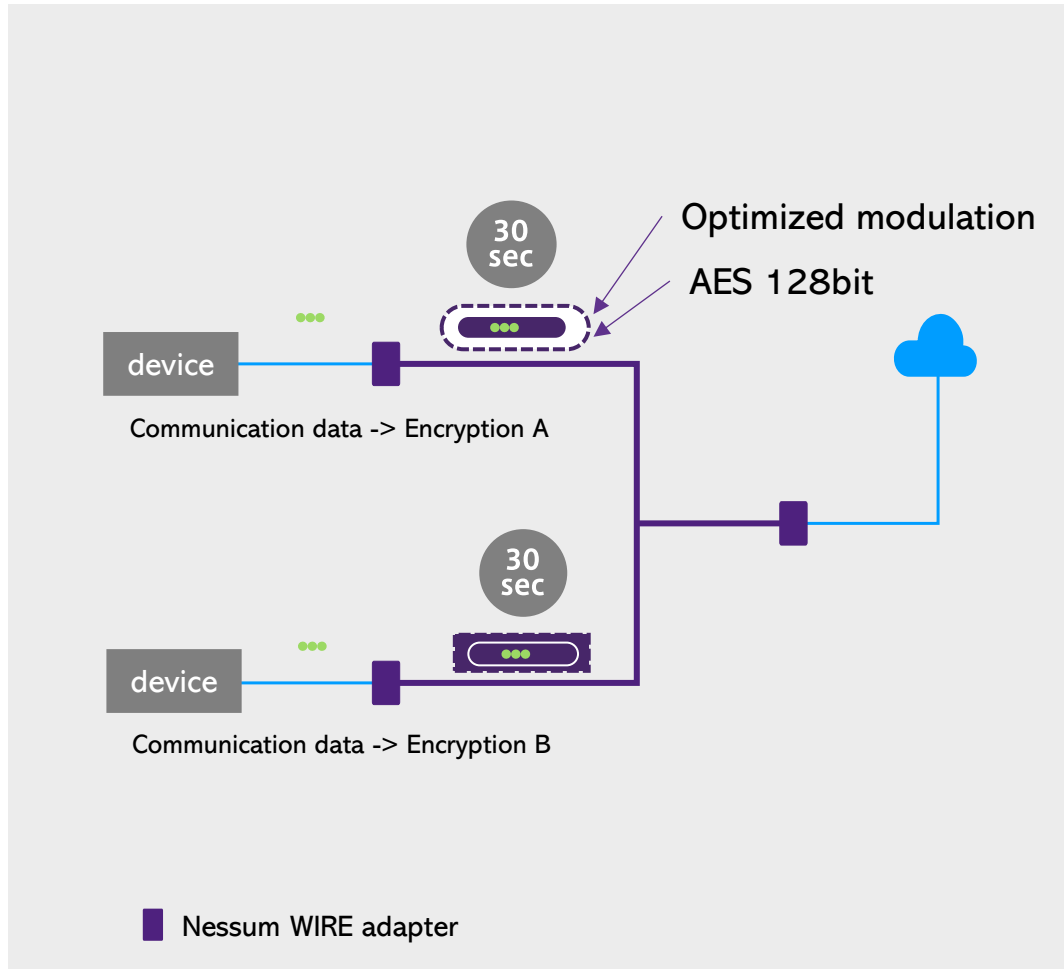 30
sec
Optimized modulation
AES 128bit
device
Communication data -> Encryption A
30
sec
device
Communication data -> Encryption B
Nessum WIRE adapter